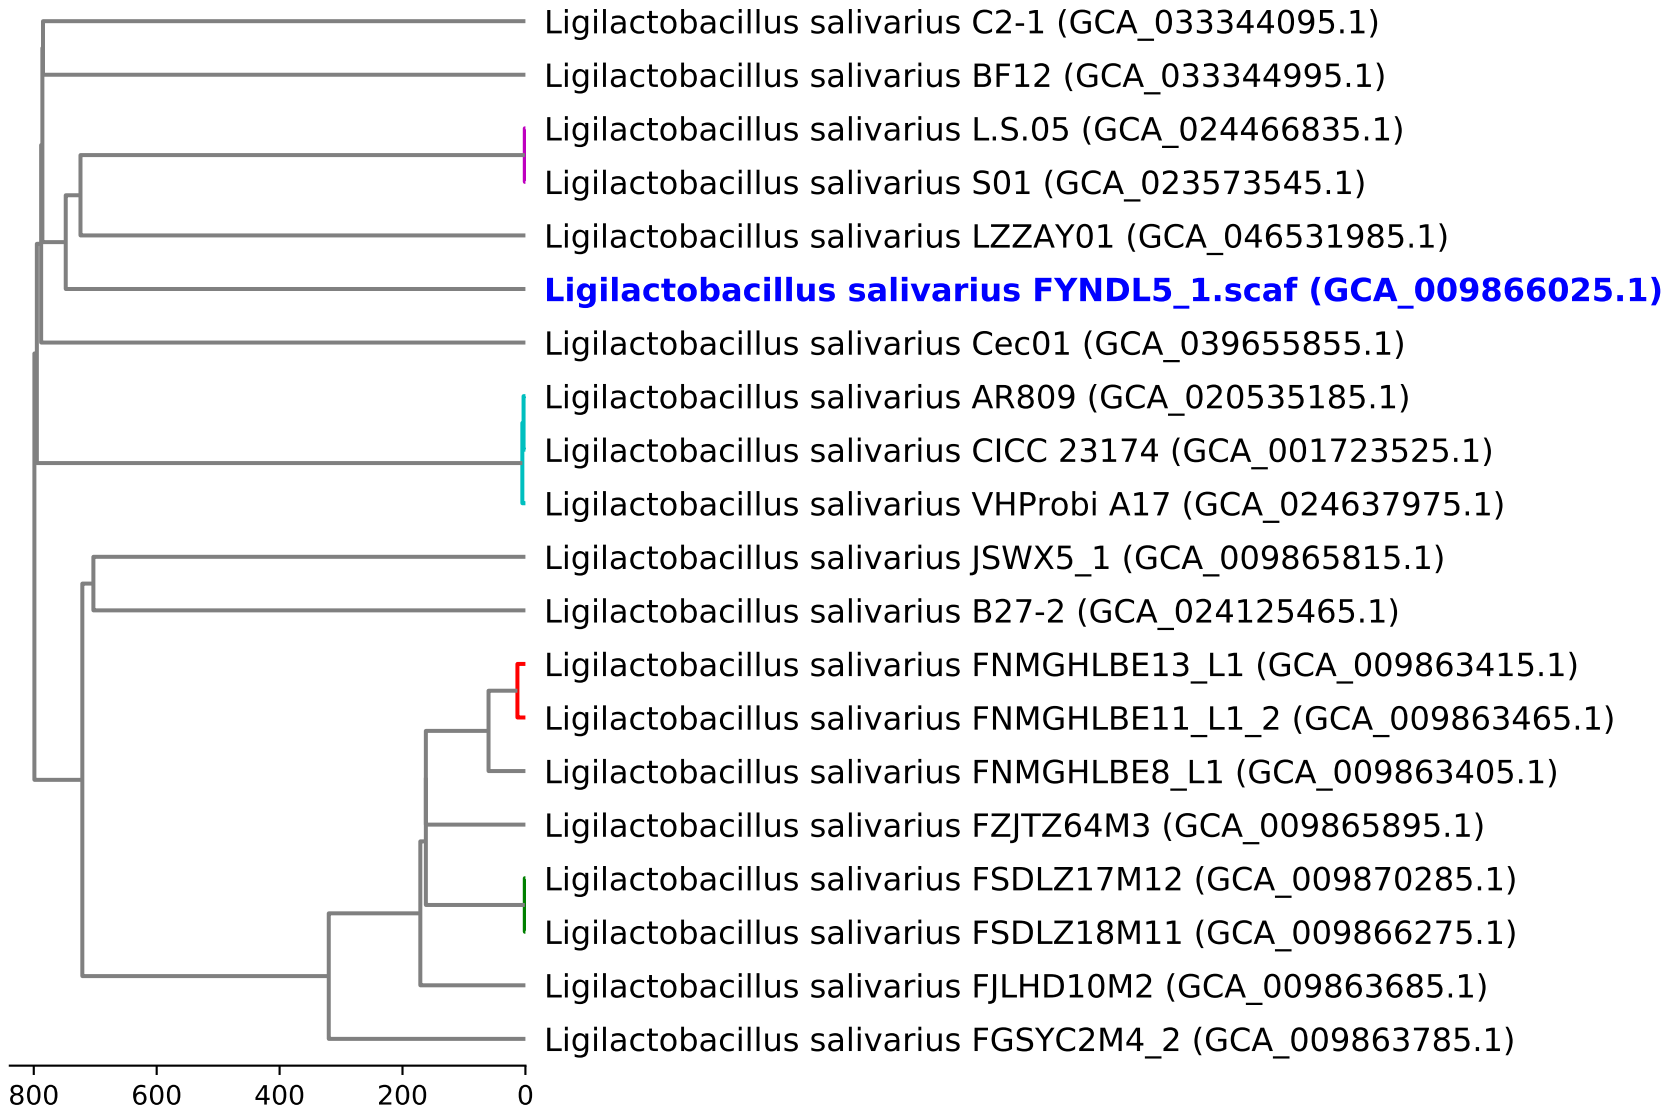 Ligilactobacillus salivarius C2-1 (GCA_033344095.1)
Ligilactobacillus salivarius BF12 (GCA_033344995.1)
Ligilactobacillus salivarius L.S.05 (GCA_024466835.1)
Ligilactobacillus salivarius S01 (GCA_023573545.1)
Ligilactobacillus salivarius LZZAY01 (GCA_046531985.1)
Ligilactobacillus salivarius FYNDL5_1.scaf (GCA_009866025.1)
Ligilactobacillus salivarius Cec01 (GCA_039655855.1)
Ligilactobacillus salivarius AR809 (GCA_020535185.1)
Ligilactobacillus salivarius CICC 23174 (GCA_001723525.1)
Ligilactobacillus salivarius VHProbi A17 (GCA_024637975.1)
Ligilactobacillus salivarius JSWX5_1 (GCA_009865815.1)
Ligilactobacillus salivarius B27-2 (GCA_024125465.1)
Ligilactobacillus salivarius FNMGHLBE13_L1 (GCA_009863415.1)
Ligilactobacillus salivarius FNMGHLBE11_L1_2 (GCA_009863465.1)
Ligilactobacillus salivarius FNMGHLBE8_L1 (GCA_009863405.1)
Ligilactobacillus salivarius FZJTZ64M3 (GCA_009865895.1)
Ligilactobacillus salivarius FSDLZ17M12 (GCA_009870285.1)
Ligilactobacillus salivarius FSDLZ18M11 (GCA_009866275.1)
Ligilactobacillus salivarius FJLHD10M2 (GCA_009863685.1)
Ligilactobacillus salivarius FGSYC2M4_2 (GCA_009863785.1)
800 600 400 200 0